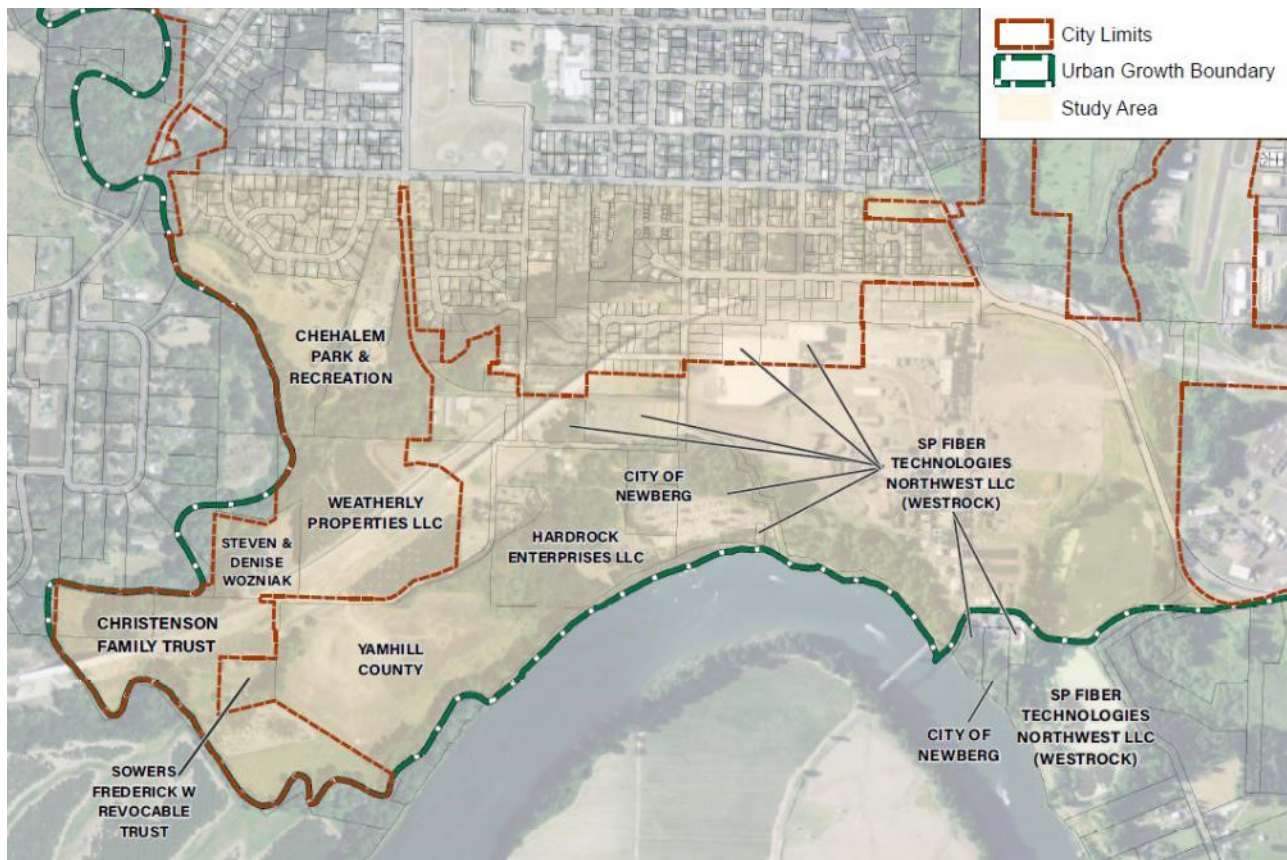 City Limits
Urban Growth Boundary
Study Area
CHEHALEM
PARK &
RECREATION
WEATHERLY
PROPERTIES LLC
STEVEN &
DENISE
WOZNIAK
CHRISTENSON
FAMILY TRUST
YAMHILL
COUNTY
SOWERS
FREDERICK W
REVOCABLE
TRUST
CITY OF
NEWBERG
HARDROCK
ENTERPRISES LLC
SP FIBER
TECHNOLOGIES
NORTHWEST LLC
(WESTROCK)
CITY OF
NEWBERG
SP FIBER
TECHNOLOGIES
NORTHWEST LLC
(WESTROCK)